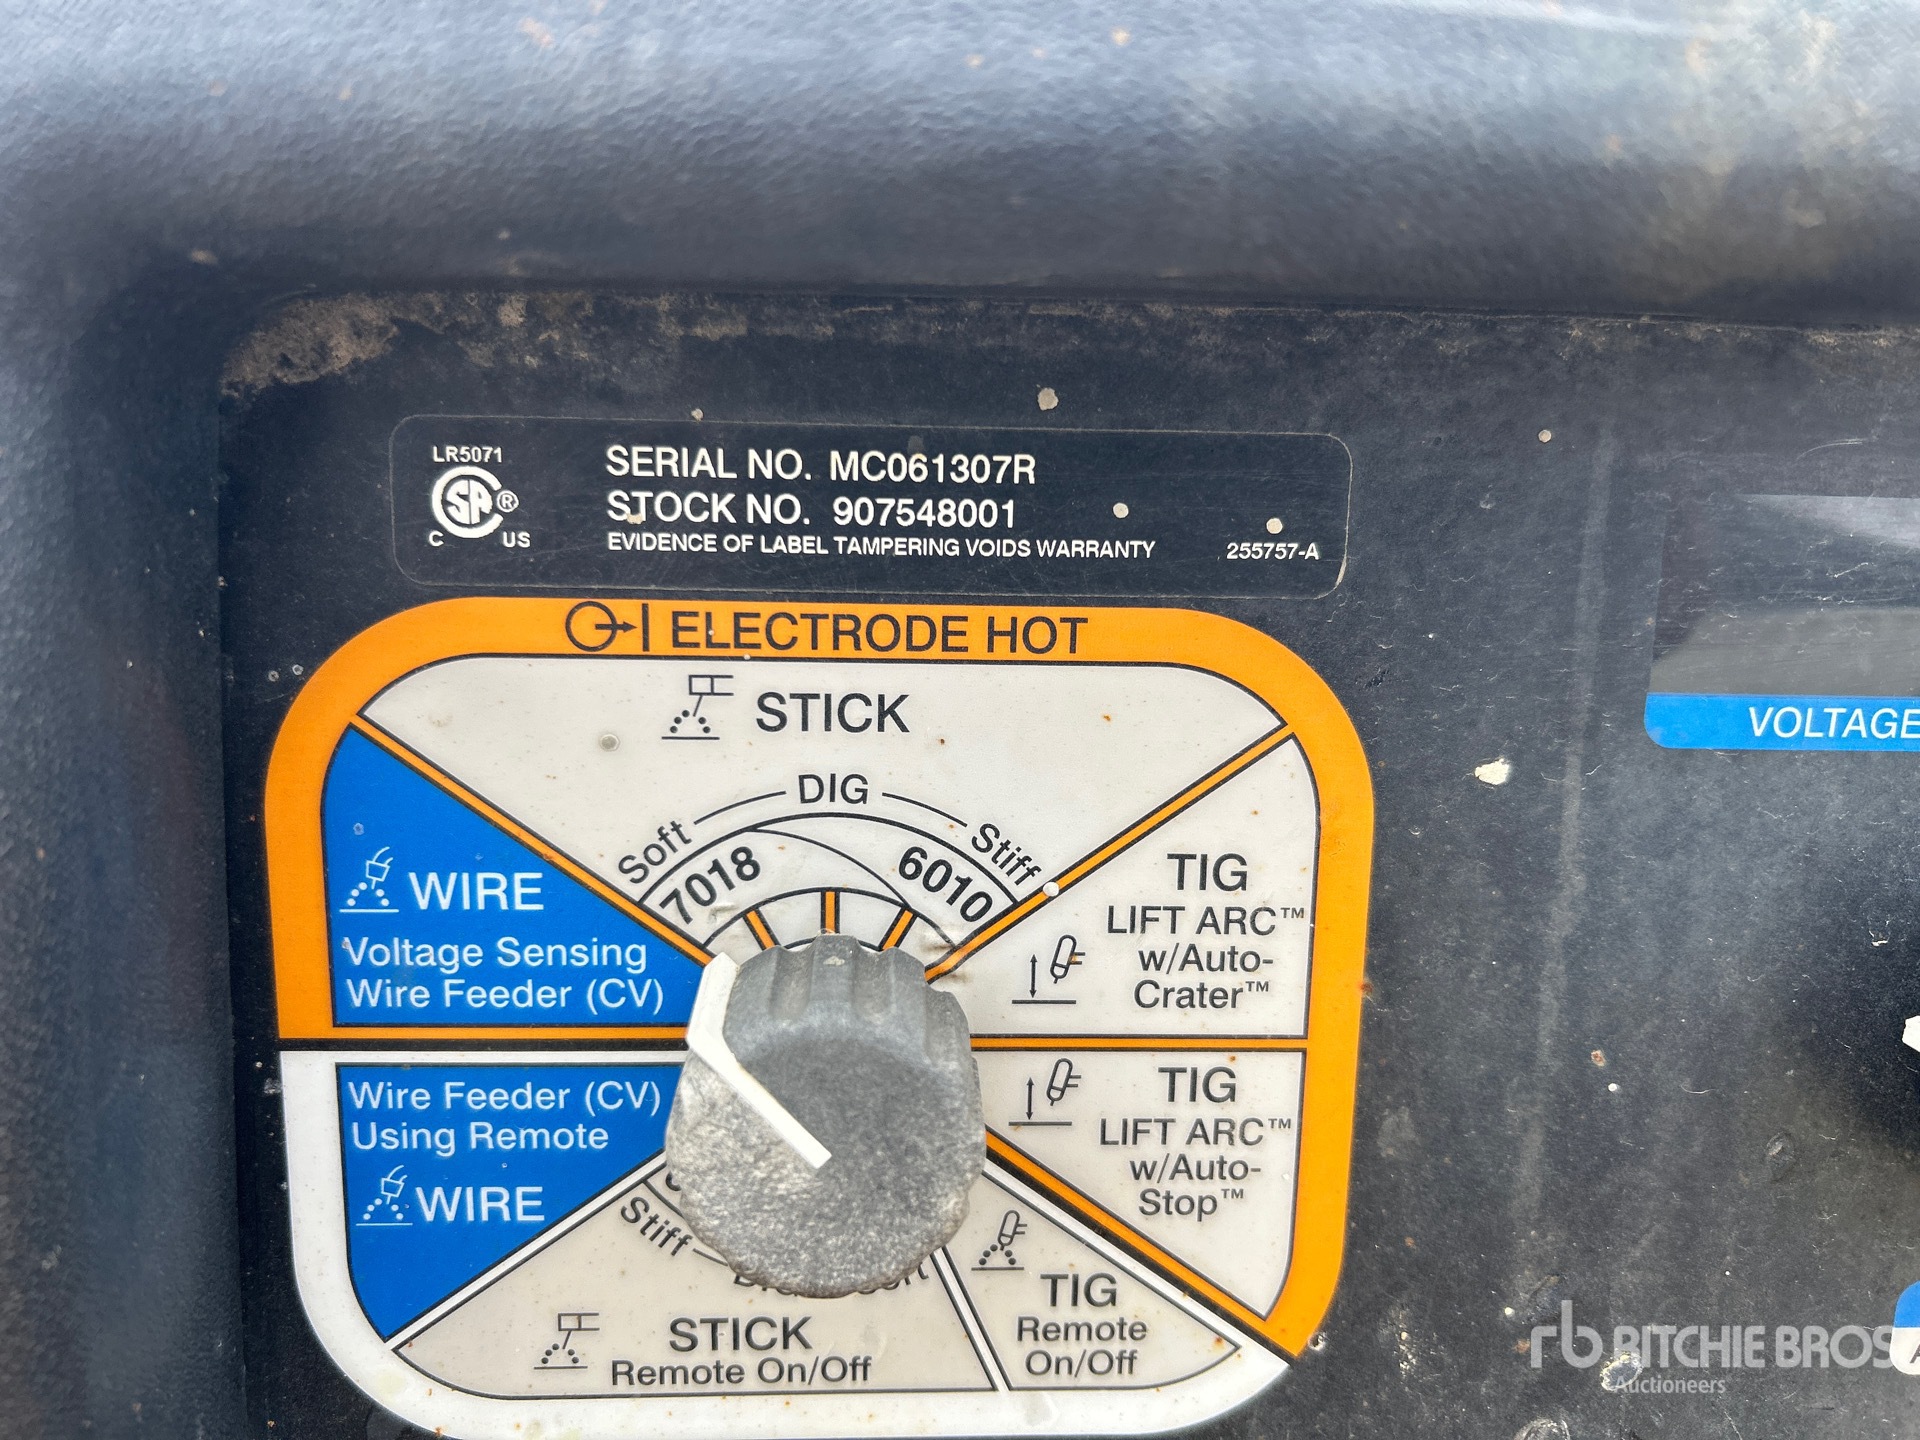 LR5071
SP®
C US
SERIAL NO. MC061307R
STOCK NO. 907548001
EVIDENCE OF LABEL TAMPERING VOIDS WARRANTY
255757-A
ELECTRODE HOT
STICK
DIG
Soft
Stiff
7018
6010
VOLTAGE
WIRE
Voltage Sensing
Wire Feeder (CV)
TIG
LIFT ARC™
w/Auto-
Crater™
Wire Feeder (CV)
Using Remote
WIRE
TIG
LIFT ARC™
w/Auto-
Stop™
Stiff
STICK
Remote On/Off
TIG
Remote
On/Off
rb RITCHIE BROS
Auctioneers